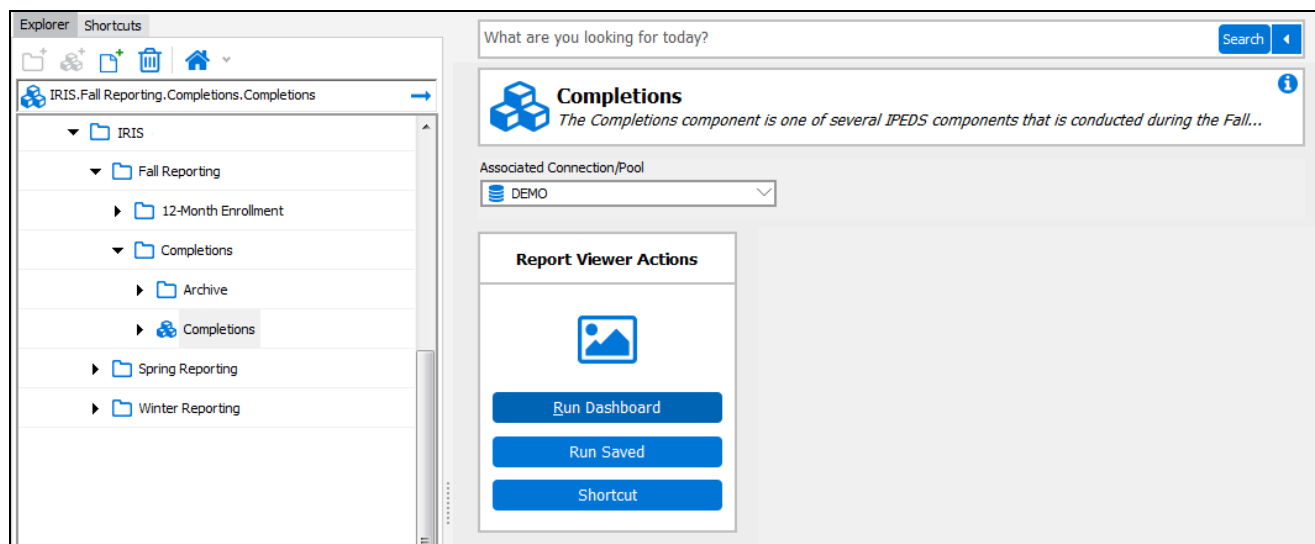 Explorer Shortcuts
IRIS.Fall Reporting.Completions.Completions
IRIS
Fall Reporting
12-Month Enrollment
Completions
Archive
Completions
Spring Reporting
Winter Reporting
What are you looking for today? Search
Completions
The Completions component is one of several IPEDS components that is conducted during the Fall...
Associated Connection/Pool
DEMO
Report Viewer Actions
Run Dashboard
Run Saved
Shortcut